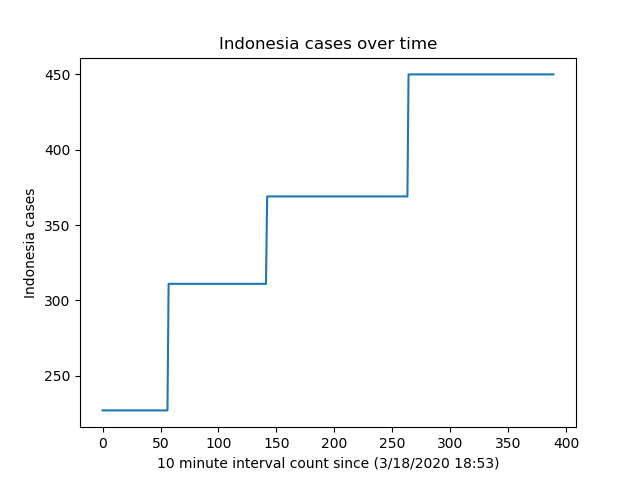 Indonesia cases over time
450
400
350
300
250
Indonesia cases
0 50 100 150 200 250 300 350 400
10 minute interval count since (3/18/2020 18:53)